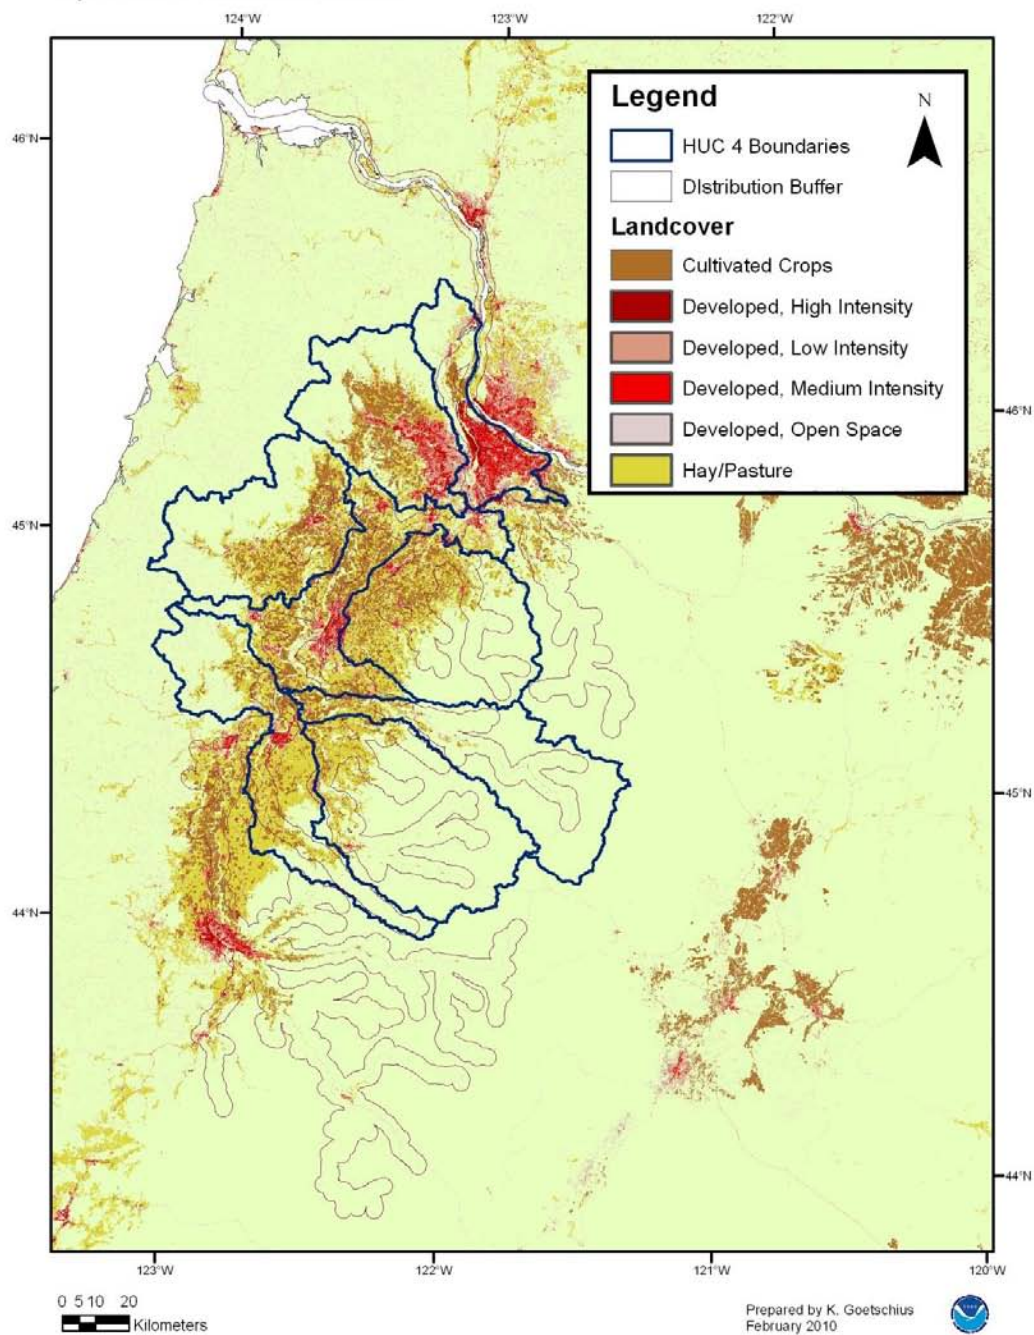 124°W 123°W 122°W
Legend
N
HUC 4 Boundaries
DIstribution Buffer
Landcover
Cultivated Crops
Developed, High Intensity
Developed, Low Intensity
Developed, Medium Intensity
Developed, Open Space
Hay/Pasture
46°N
46°N
45°N
45°N
44°N
44°N
123°W 122°W 121°W 120°W
0 5 10 20
Kilometers
Prepared by K. Goetschius
February 2010